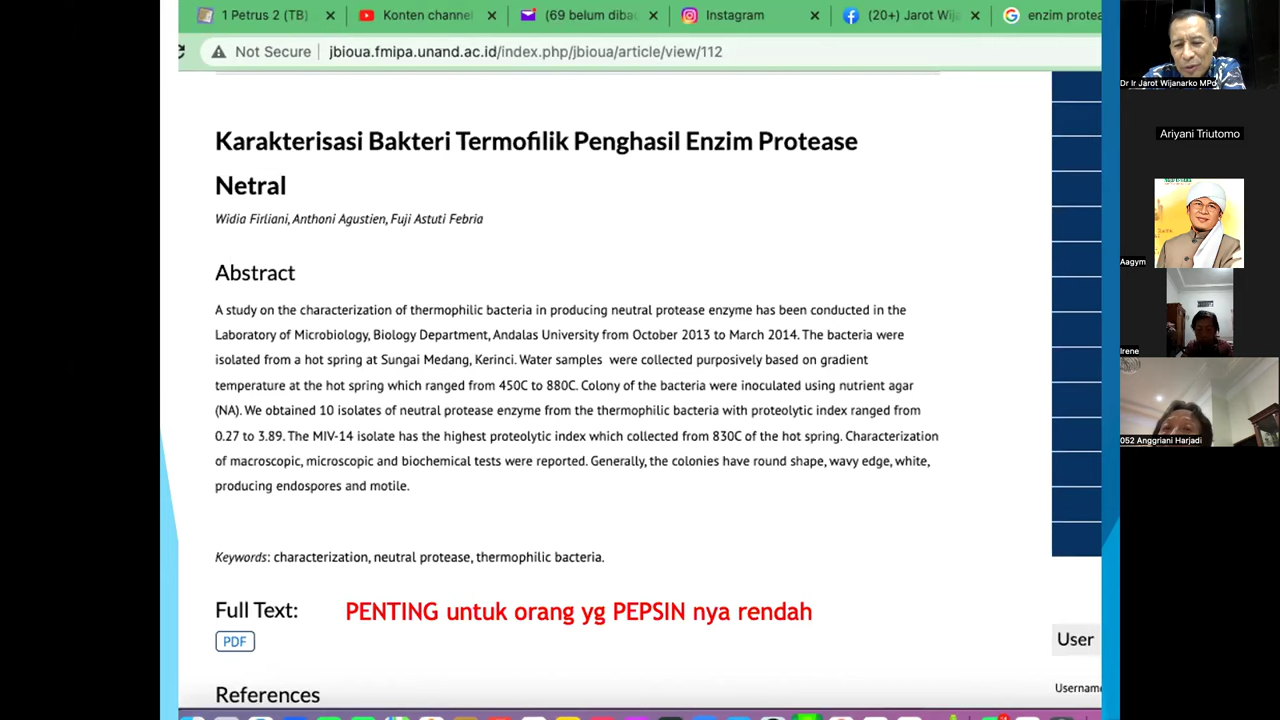 1 Petrus 2 (TB)
Konten channel
(69 belum diba
Instagram
(20+) Jarot Wi
enzim protea
Not Secure
jbioua.fmipa.unand.ac.id/index.php/jbioua/article/view/112
Karakterisasi Bakteri Termofilik Penghasil Enzim Protease
Netral
Widia Firliani, Anthoni Agustien, Fuji Astuti Febria
Abstract
A study on the characterization of thermophilic bacteria in producing neutral protease enzyme has been conducted in the
Laboratory of Microbiology, Biology Department, Andalas University from October 2013 to March 2014. The bacteria were
isolated from a hot spring at Sungai Medang, Kerinci. Water samples were collected purposively based on gradient
temperature at the hot spring which ranged from 450C to 880C. Colony of the bacteria were inoculated using nutrient agar
(NA). We obtained 10 isolates of neutral protease enzyme from the thermophilic bacteria with proteolytic index ranged from
0.27 to 3.89. The MIV-14 isolate has the highest proteolytic index which collected from 830C of the hot spring. Characterization
of macroscopic, microscopic and biochemical tests were reported. Generally, the colonies have round shape, wavy edge, white,
producing endospores and motile.
Keywords: characterization, neutral protease, thermophilic bacteria.
Full Text:
PENTING untuk orang yg PEPSIN nya rendah
PDF
References
User
Username
Dr Ir Jarot Wijanarko MPd
Ariyani Triutomo
Aagym
Irene
052 Anggriani Harjadi